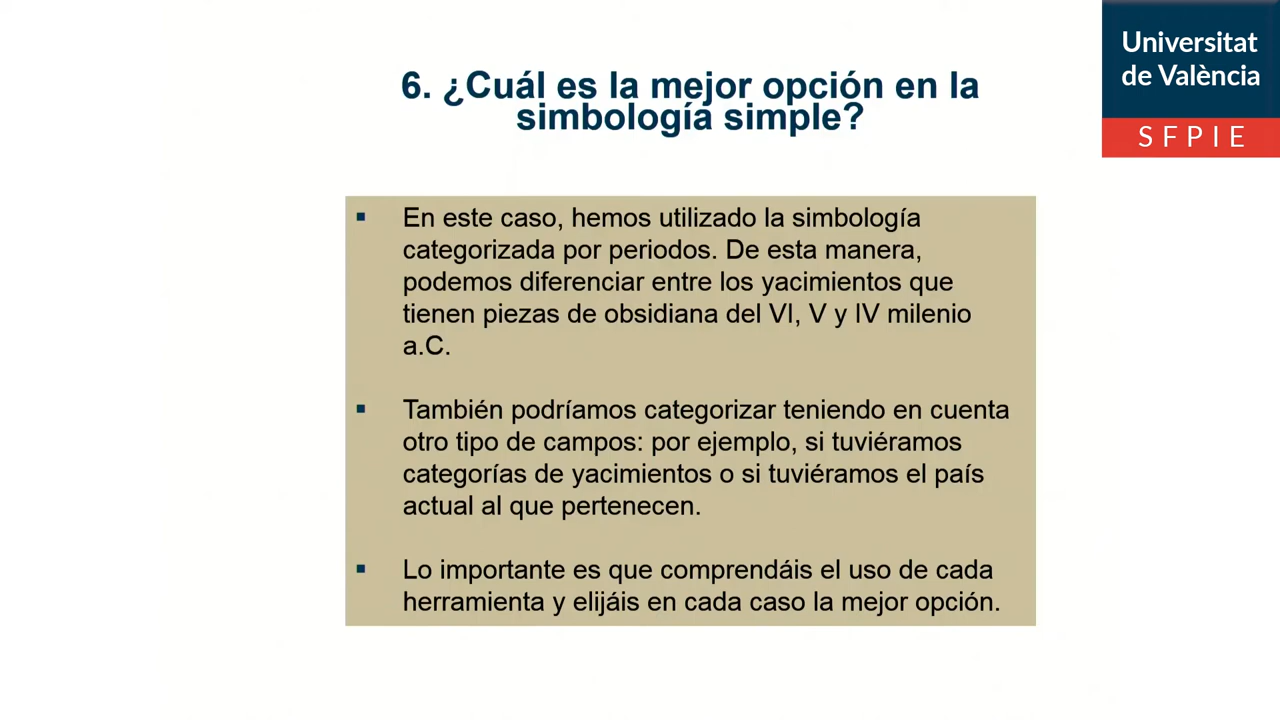 Universitat
de València
SFPIE
6. ¿Cuál es la mejor opción en la
simbología simple?
▪ En este caso, hemos utilizado la simbología
categorizada por periodos. De esta manera,
podemos diferenciar entre los yacimientos que
tienen piezas de obsidiana del VI, V y IV milenio
a.C.
▪ También podríamos categorizar teniendo en cuenta
otro tipo de campos: por ejemplo, si tuviéramos
categorías de yacimientos o si tuviéramos el país
actual al que pertenecen.
▪ Lo importante es que comprendáis el uso de cada
herramienta y elijáis en cada caso la mejor opción.